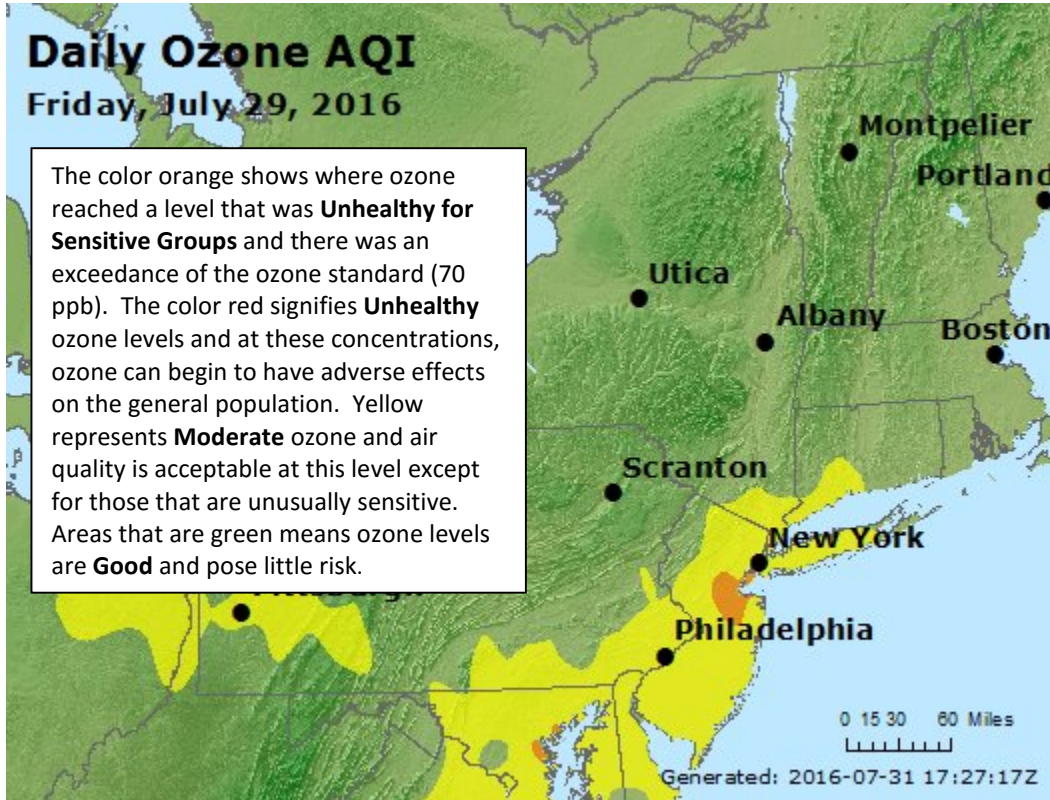 Daily Ozone AQI
Friday, July 29, 2016
The color orange shows where ozone
reached a level that was Unhealthy for
Sensitive Groups and there was an
exceedance of the ozone standard (70
ppb).  The color red signifies Unhealthy
ozone levels and at these concentrations,
ozone can begin to have adverse effects
on the general population.  Yellow
represents Moderate ozone and air
quality is acceptable at this level except
for those that are unusually sensitive.
Areas that are green means ozone levels
are Good and pose little risk.
Montpelier
Portland
Utica
Albany
Boston
Scranton
New York
Philadelphia
0 15 30 60 Miles
Generated: 2016-07-31 17:27:17Z